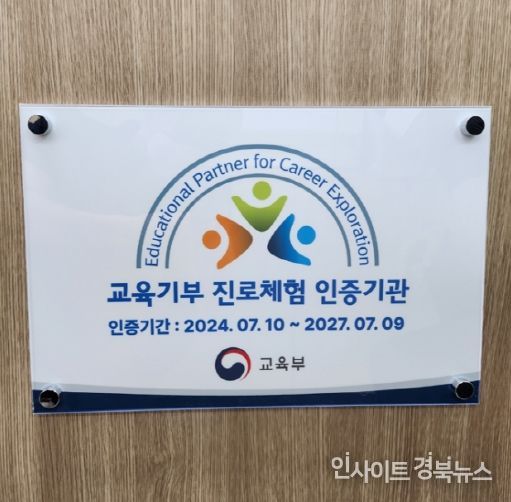 Educational Partner for Career Exploration
교육기부 진로체험 인증기관
인증기간 : 2024. 07. 10 ~ 2027. 07. 09
교육부
인사이트 경북뉴스